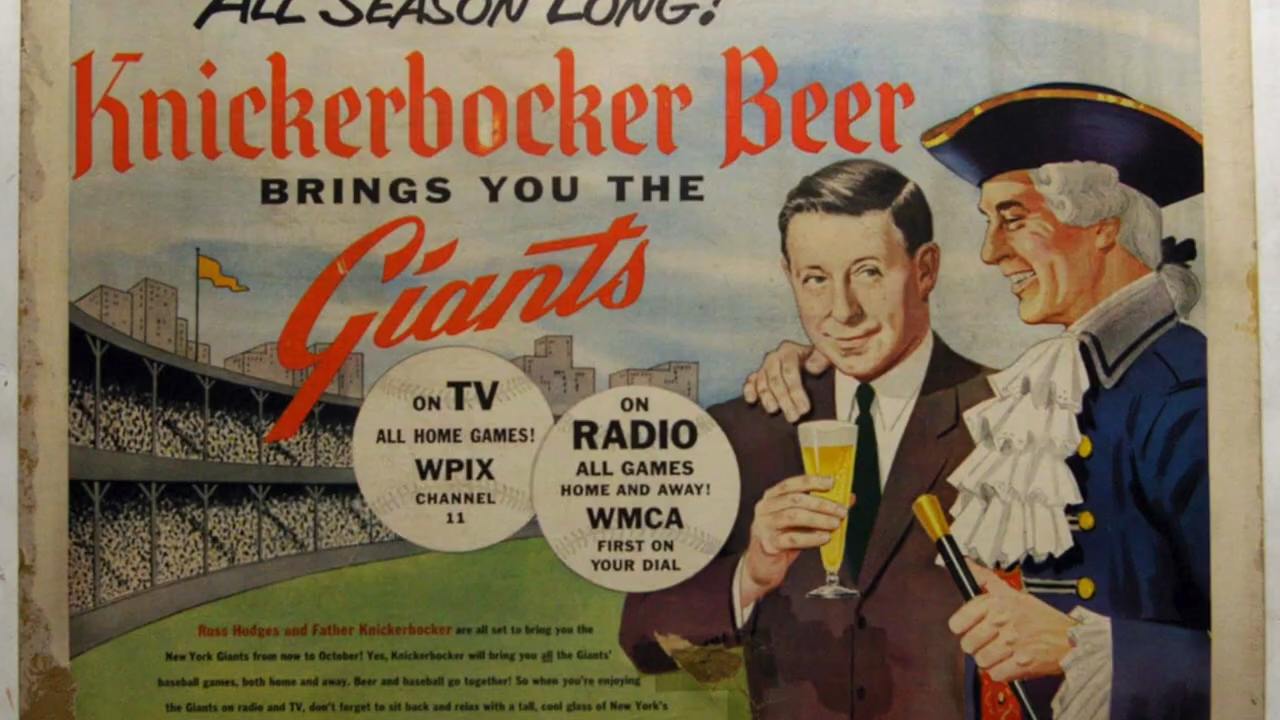 ALL SEASON LONG!
Knickerbocker Beer
BRINGS YOU THE
Giants
ON TV
ALL HOME GAMES!
WPIX
CHANNEL
11
ON
RADIO
ALL GAMES
HOME AND AWAY!
WMCA
FIRST ON
YOUR DIAL
Russ Hodges and Father Knickerbocker are all set to bring you the
New York Giants from now to October! Yes, Knickerbocker will bring you all the Giants'
baseball games, both home and away. Beer and baseball go together! So when you're enjoying
the Giants on radio and TV, don't forget to sit back and relax with a tall, cool glass of New York's